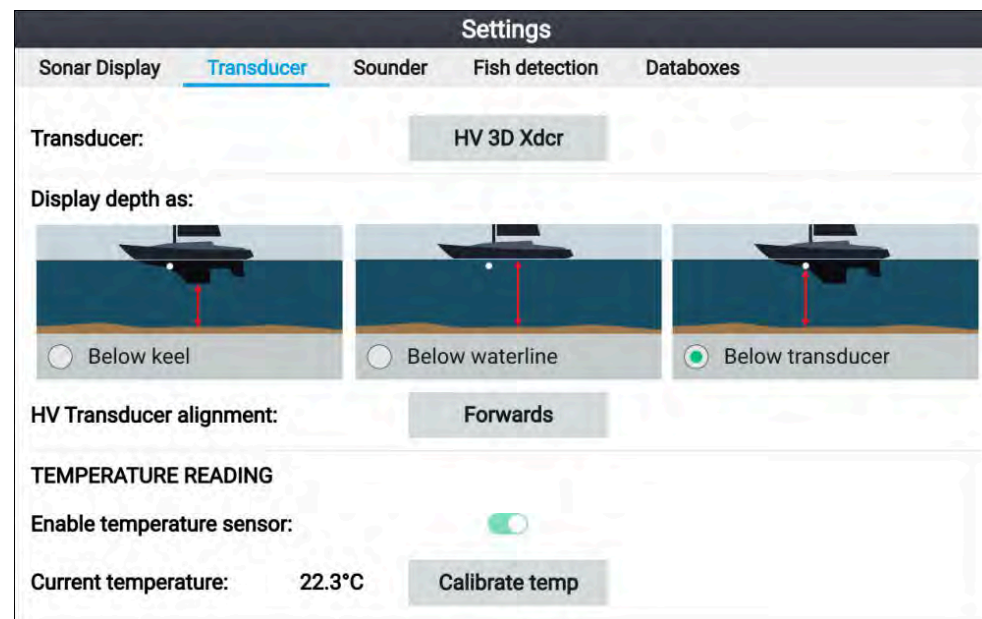 Settings
Sonar Display Transducer Sounder Fish detection Databoxes
Transducer: HV 3D Xdcr
Display depth as:
Below keel Below waterline Below transducer
HV Transducer alignment: Forwards
TEMPERATURE READING
Enable temperature sensor:
Current temperature: 22.3°C Calibrate temp